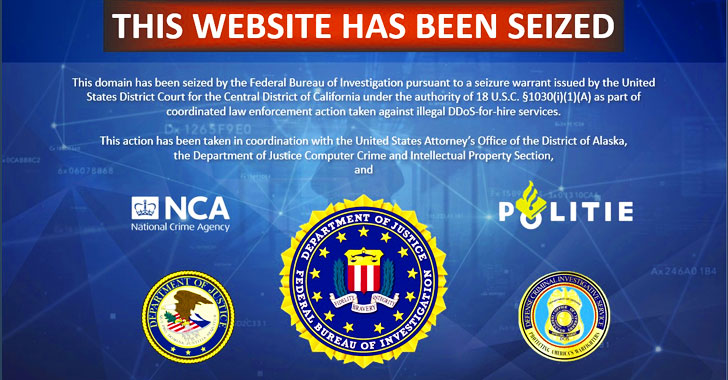 THIS WEBSITE HAS BEEN SEIZED
This domain has been seized by the Federal Bureau of Investigation pursuant to a seizure warrant issued by the United
States District Court for the Central District of California under the authority of 18 U.S.C. §1030(i)(1)(A) as part of
coordinated law enforcement action taken against illegal DDoS-for-hire services.
This action has been taken in coordination with the United States Attorney's Office of the District of Alaska,
the Department of Justice Computer Crime and Intellectual Property Section,
and
D- 1265F9E0
Ax246A01B4
NCA
National Crime Agency
POLITIE
DEPARTMENT OF JUSTICE
FEDERAL BUREAU OF INVESTIGATION
FIDELITY BRAVERY INTEGRITY
DEPARTMENT OF JUSTICE
DEFENSE CRIMINAL INVESTIGATIVE SERVICE
PROTECTING AMERICA'S WARFIGHTERS